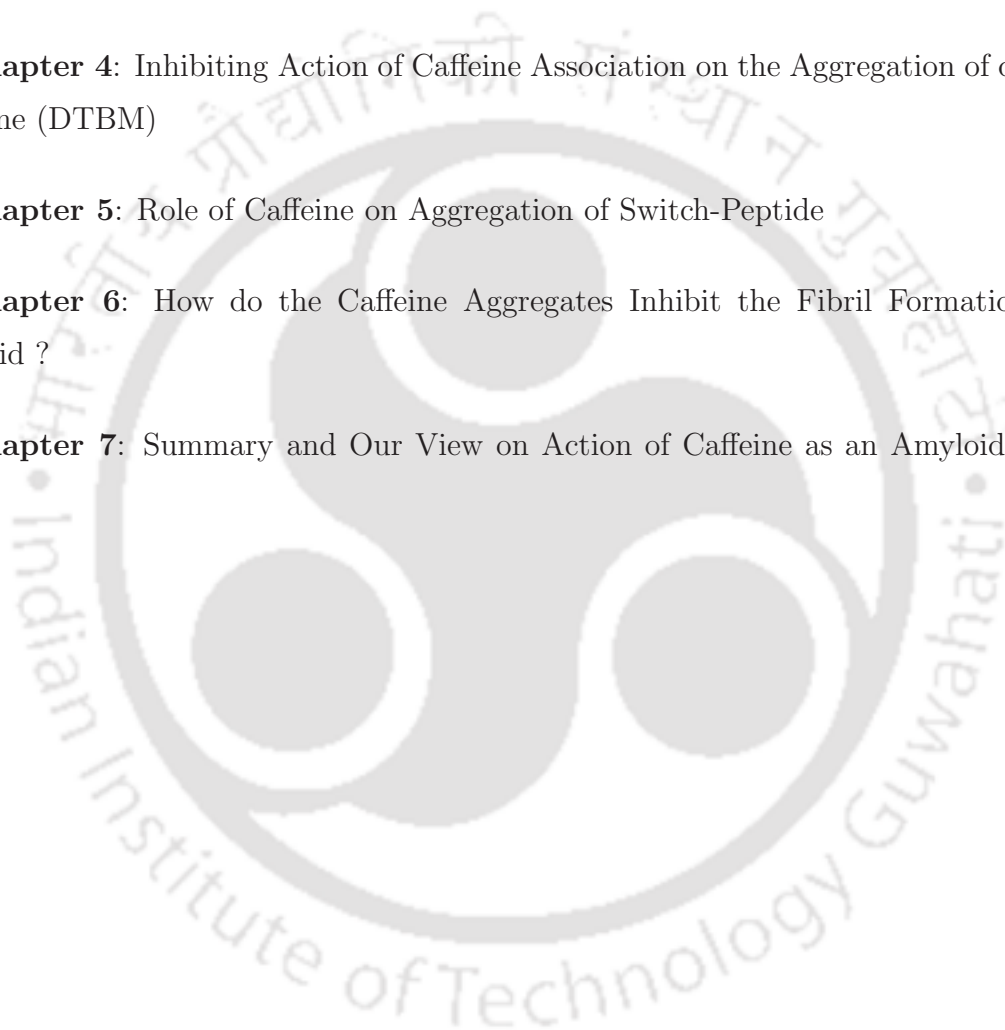 apter 4: Inhibiting Action of Caffeine Association on the Aggregation of
ne (DTBM)
apter 5: Role of Caffeine on Aggregation of Switch-Peptide
apter 6: How do the Caffeine Aggregates Inhibit the Fibril Formatio
id ?
apter 7: Summary and Our View on Action of Caffeine as an Amyloid
भारतीय प्रौद्योगिकी संस्थान गुवाहाटी
Indian Institute of Technology Guwahati